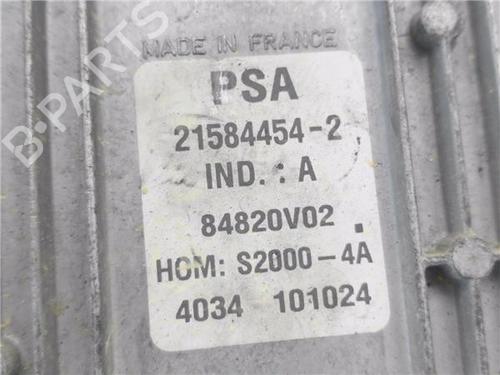 MADE IN FRANCE
PSA
21584454-2
IND.: A
84820V02.
HOM: S2000-4A
4034 101024
B-PARTS